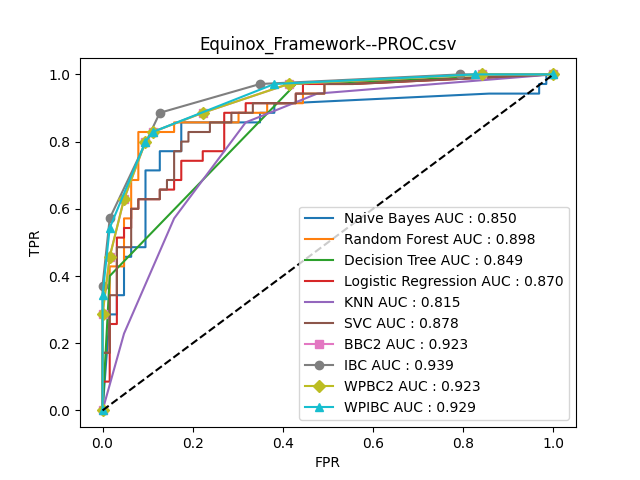 Equinox_Framework--PROC.csv
TPR
1.0
0.8
0.6
0.4
0.2
0.0
Naive Bayes AUC : 0.850
Random Forest AUC : 0.898
Decision Tree AUC : 0.849
Logistic Regression AUC : 0.870
KNN AUC : 0.815
SVC AUC : 0.878
BBC2 AUC : 0.923
IBC AUC : 0.939
WPBC2 AUC : 0.923
WPIBC AUC : 0.929
0.0 0.2 0.4 0.6 0.8 1.0
FPR